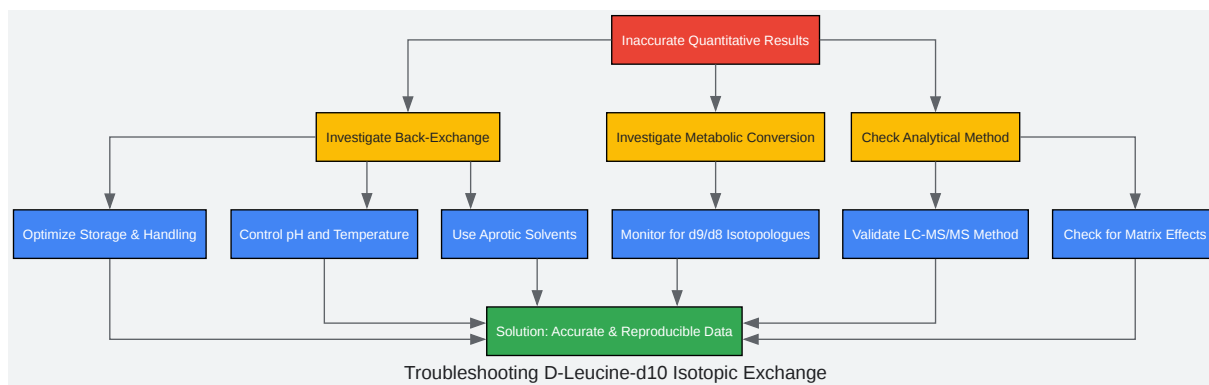 Inaccurate Quantitative Results
Investigate Back-Exchange
Investigate Metabolic Conversion
Check Analytical Method
Optimize Storage & Handling
Control pH and Temperature
Use Aprotic Solvents
Monitor for d9/d8 Isotopologues
Validate LC-MS/MS Method
Check for Matrix Effects
Solution: Accurate & Reproducible Data
Troubleshooting D-Leucine-d10 Isotopic Exchange